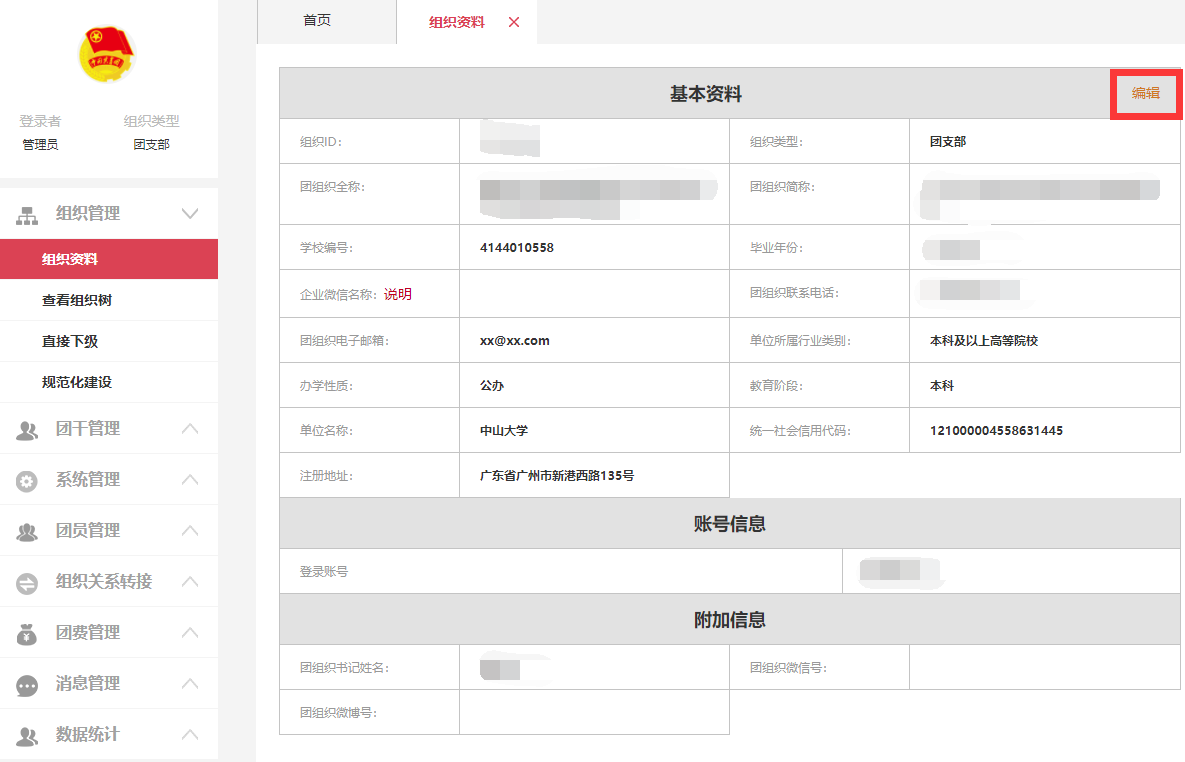 首页
组织资料
登录者
组织类型
管理员
团支部
组织管理
组织资料
查看组织树
直接下级
规范化建设
团干管理
系统管理
团员管理
组织关系转接
团费管理
消息管理
数据统计
基本资料
编辑
组织ID:
组织类型:
团支部
团组织全称:
团组织简称:
学校编号:
4144010558
毕业年份:
企业微信名称: 说明
团组织联系电话:
团组织电子邮箱:
xx@xx.com
单位所属行业类别:
本科及以上高等院校
办学性质:
公办
教育阶段:
本科
单位名称:
中山大学
统一社会信用代码:
121000004558631445
注册地址:
广东省广州市新港西路135号
账号信息
登录账号
附加信息
团组织书记姓名:
团组织微信号:
团组织微博号: